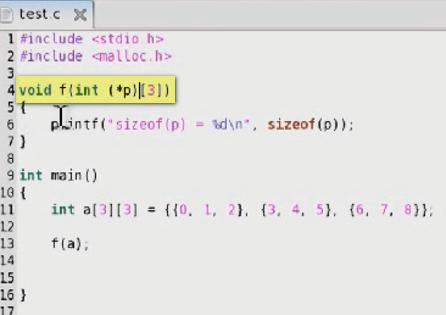 test.c
1 #include <stdio.h>
2 #include <malloc.h>
3
4 void f(int (*p)[3])
5 {
6 printf("sizeof(p) = %d\n", sizeof(p));
7 }
8
9 int main()
10 {
11 int a[3][3] = {{0, 1, 2}, {3, 4, 5}, {6, 7, 8}};
12
13 f(a);
14
15
16 }
17